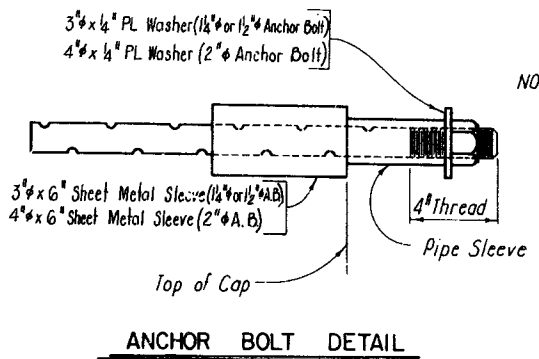 3"φ x ¼" PL Washer (1¼"φ or 1½"φ Anchor Bolt)
4"φ x ¼" PL Washer (2"φ Anchor Bolt)
NO
3"φ x 6" Sheet Metal Sleeve (1¼"φ or 1½"φ A.B)
4"φ x 6" Sheet Metal Sleeve (2"φ A.B.)
4" Thread
Pipe Sleeve
Top of Cap
ANCHOR BOLT DETAIL